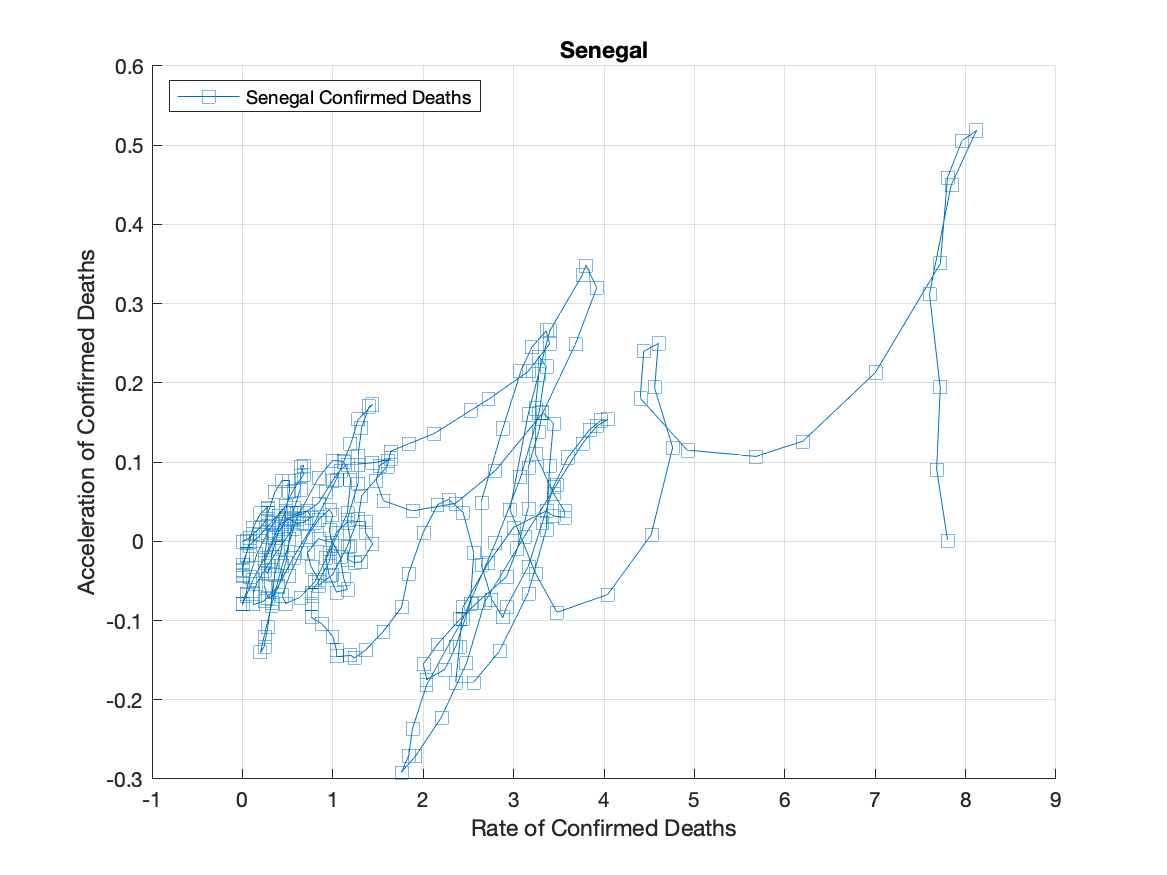 Senegal
Senegal Confirmed Deaths
Acceleration of Confirmed Deaths
0.6
0.5
0.4
0.3
0.2
0.1
0
-0.1
-0.2
-0.3
-1 0 1 2 3 4 5 6 7 8 9
Rate of Confirmed Deaths